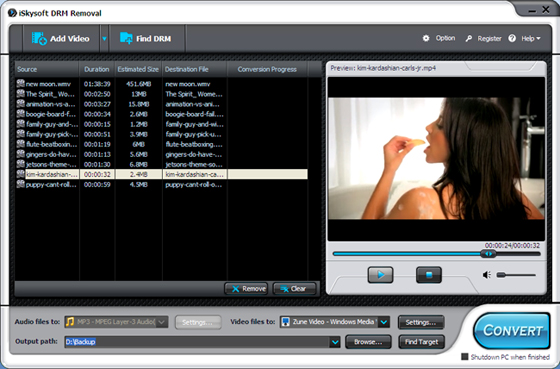 iSkysoft DRM Removal
Add Video Find DRM Option Register Help
Source Duration Estimated Size Destination File Conversion Progress
new moon.wmv 01:38:39 451.6MB new moon.wmv
The Spirit_ Wome... 00:02:50 13MB The Spirit_ Wome...
animation-vs-a... 00:03:27 15.8MB animation-vs-an...
boogie-board-f... 00:00:34 2.6MB boogie-board-fail....
family-guy-and-... 00:00:15 1.2MB family-guy-and-...
family-guy-pick-... 00:00:51 3.9MB family-guy-pick-u...
flute-beatboxing... 00:01:19 6MB flute-beatboxing....
gingers-do-have... 00:01:13 5.6MB gingers-do-have-...
jetsons-theme-... 00:01:30 6.8MB jetsons-theme-so...
kim-kardashian-... 00:00:32 2.4MB kim-kardashian-ca...
puppy-cant-roll-... 00:00:59 4.5MB puppy-cant-roll-o...
Remove Clear
Preview: kim-kardashian-carls-jr.mp4
00:00:24/00:00:32
Audio files to: MP3 - MPEG Layer-3 Audio( Settings... Video files to: Zune Video - Windows Media Settings...
Output path: D:\Backup Browse... Find Target
CONVERT
Shutdown PC when finished